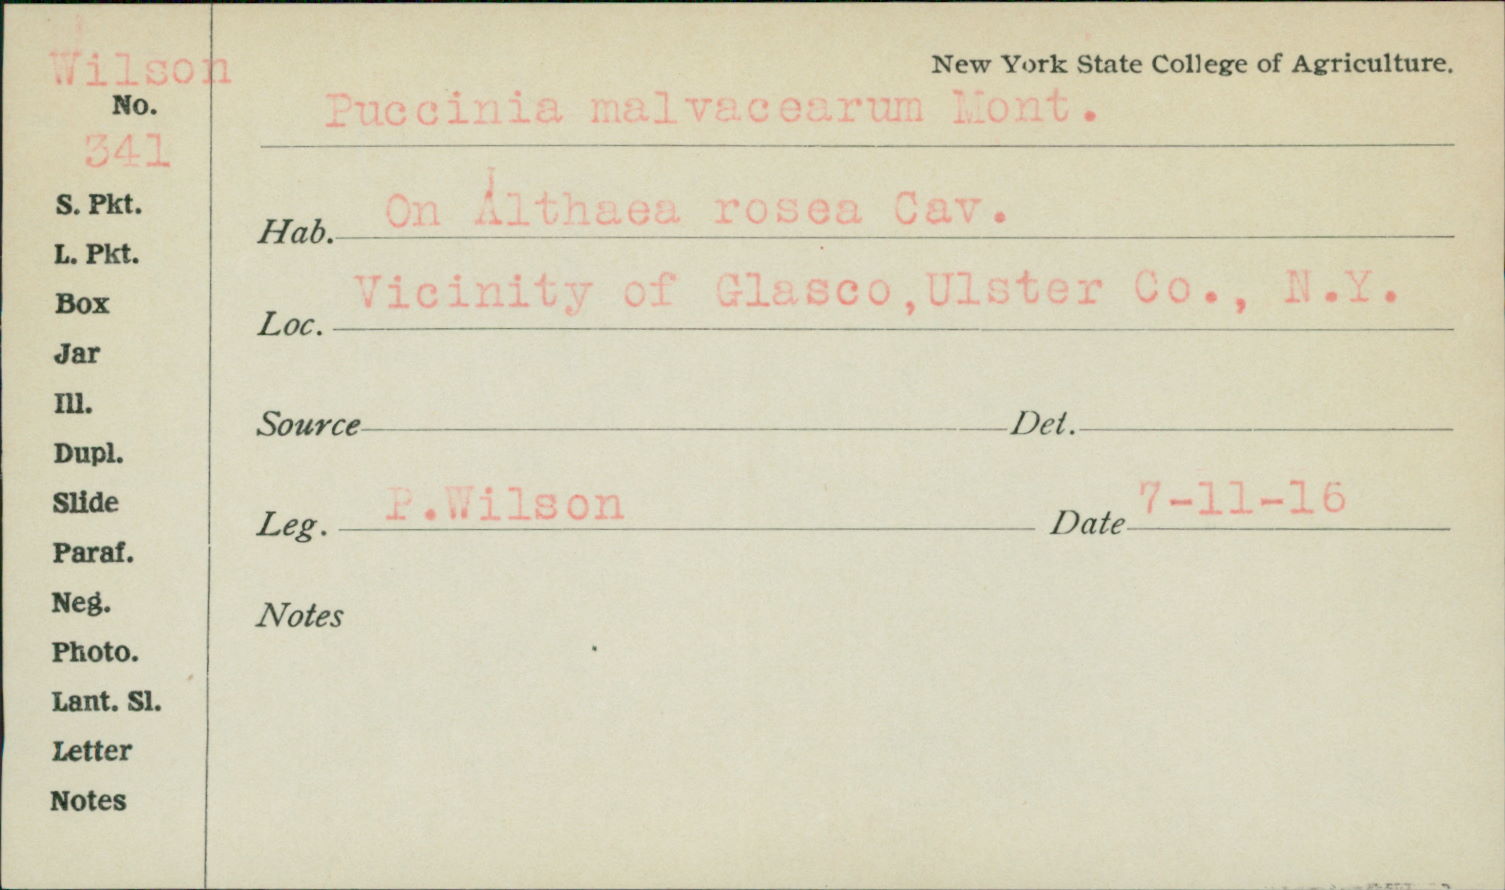 Wilson
New York State College of Agriculture.
No.
Puccinia malvacearum Mont.
341
S. Pkt.
Hab. On Althaea rosea Cav.
L. Pkt.
Box
Loc. Vicinity of Glasco,Ulster Co., N.Y.
Jar
Ill.
Source Det.
Dupl.
Slide
Leg. P.Wilson Date 7-11-16
Paraf.
Neg.
Notes
Photo.
Lant. Sl.
Letter
Notes